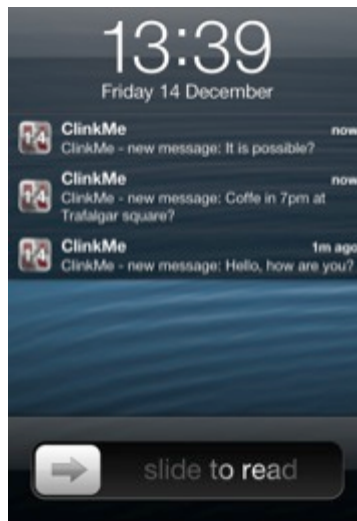 13:39
Friday 14 December
ClinkMe now
ClinkMe - new message: It is possible?
ClinkMe now
ClinkMe - new message: Coffe in 7pm at
Trafalgar square?
ClinkMe 1m ago
ClinkMe - new message: Hello, how are you?
slide to read